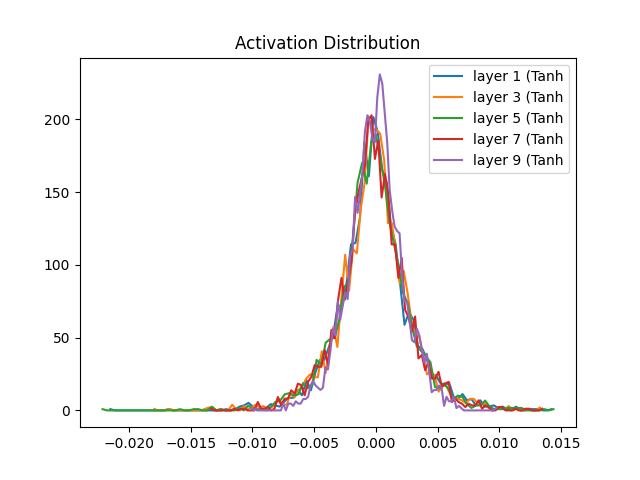 Activation Distribution
layer 1 (Tanh
layer 3 (Tanh
layer 5 (Tanh
layer 7 (Tanh
layer 9 (Tanh
200
150
100
50
0
−0.020 −0.015 −0.010 −0.005 0.000 0.005 0.010 0.015